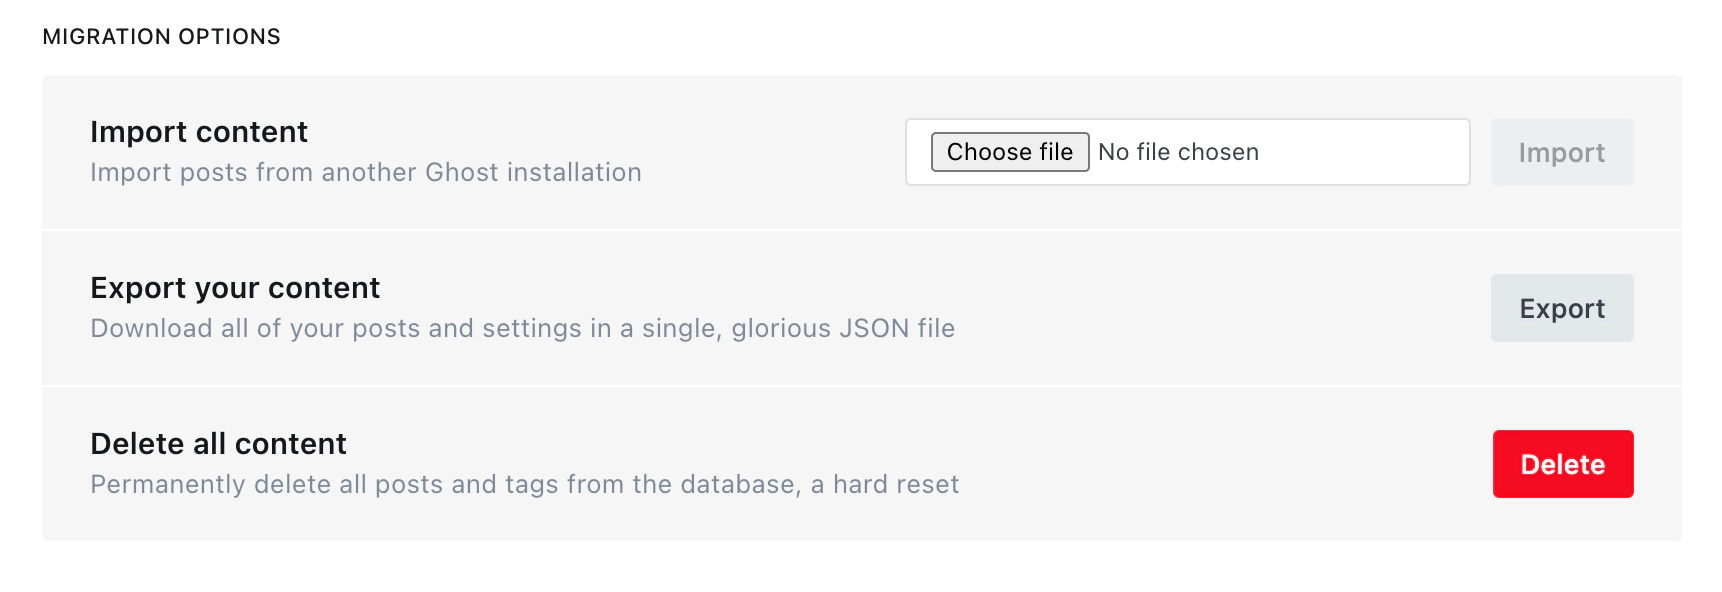 MIGRATION OPTIONS
Import content
Import posts from another Ghost installation
Choose file No file chosen
Import
Export your content
Download all of your posts and settings in a single, glorious JSON file
Export
Delete all content
Permanently delete all posts and tags from the database, a hard reset
Delete